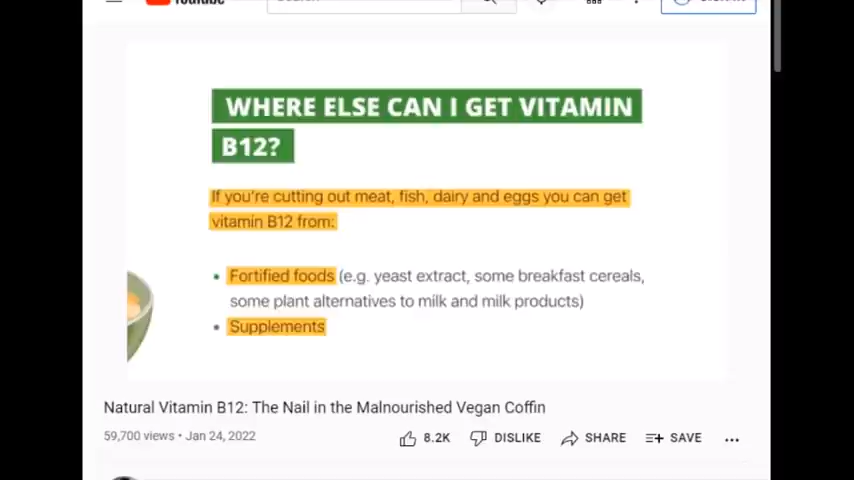 WHERE ELSE CAN I GET VITAMIN
B12?
If you're cutting out meat, fish, dairy and eggs you can get
vitamin B12 from:
• Fortified foods (e.g. yeast extract, some breakfast cereals,
some plant alternatives to milk and milk products)
• Supplements
Natural Vitamin B12: The Nail in the Malnourished Vegan Coffin
59,700 views • Jan 24, 2022
8.2K DISLIKE SHARE SAVE ...